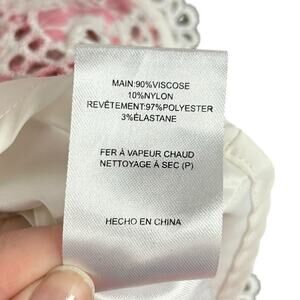 MAIN:90%VISCOSE
10%NYLON
REVÊTEMENT:97%POLYESTER
3%ÉLASTANE
FER À VAPEUR CHAUD
NETTOYAGE À SEC (P)
HECHO EN CHINA